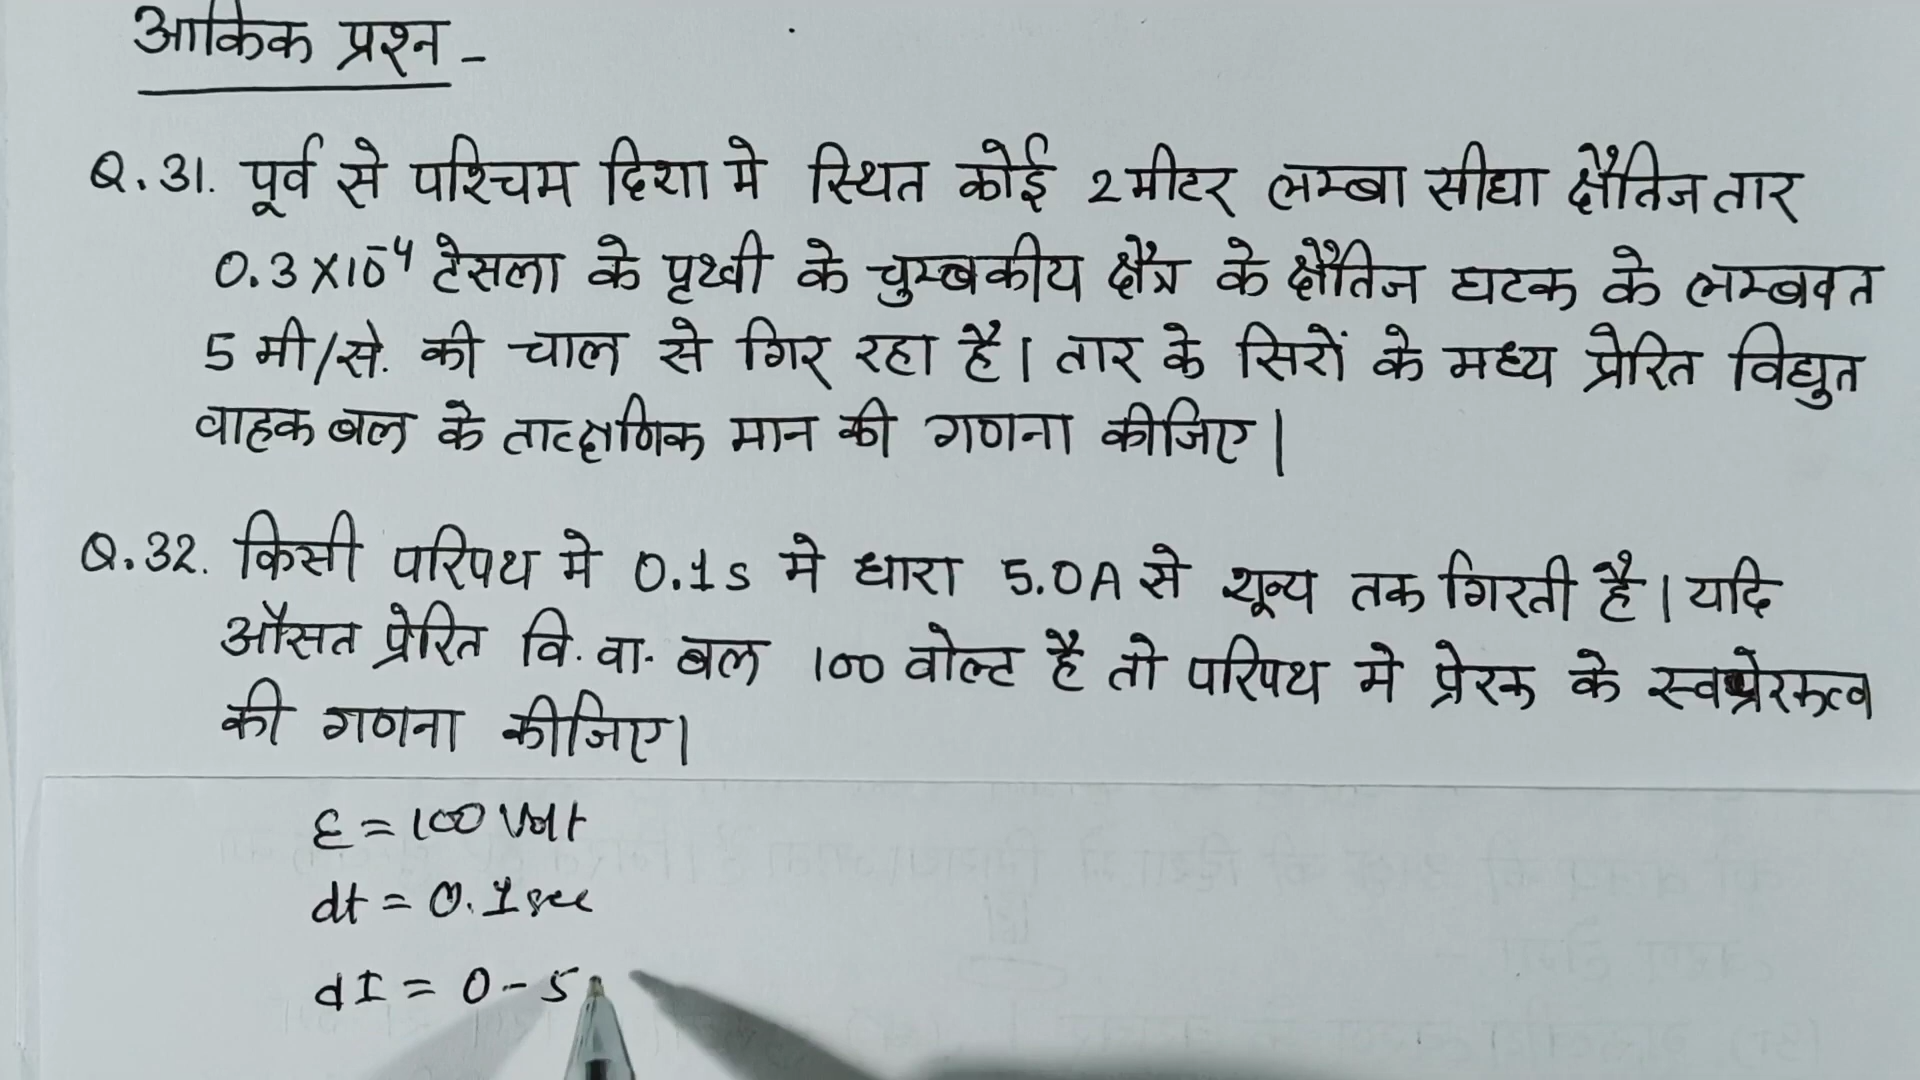 आंकिक प्रश्न -
Q.31. पूर्व से पश्चिम दिशा मे स्थित कोई 2 मीटर लम्बा सीधा क्षैतिज तार
0.3×10⁻⁴ टेसला के पृथ्वी के चुम्बकीय क्षैत्र के क्षैतिज घटक के लम्बवत
5 मी/से. की चाल से गिर रहा है। तार के सिरों के मध्य प्रेरित विद्युत
वाहक बल के तात्क्षणिक मान की गणना कीजिए।
Q.32. किसी परिपथ मे 0.1s मे धारा 5.0A से शून्य तक गिरती है। यदि
औसत प्रेरित वि. वा. बल 100 वोल्ट है तो परिपथ मे प्रेरक के स्वप्रेरकत्व
की गणना कीजिए।
ε = 100 Volt
dt = 0.1 sec
dI = 0 - 5